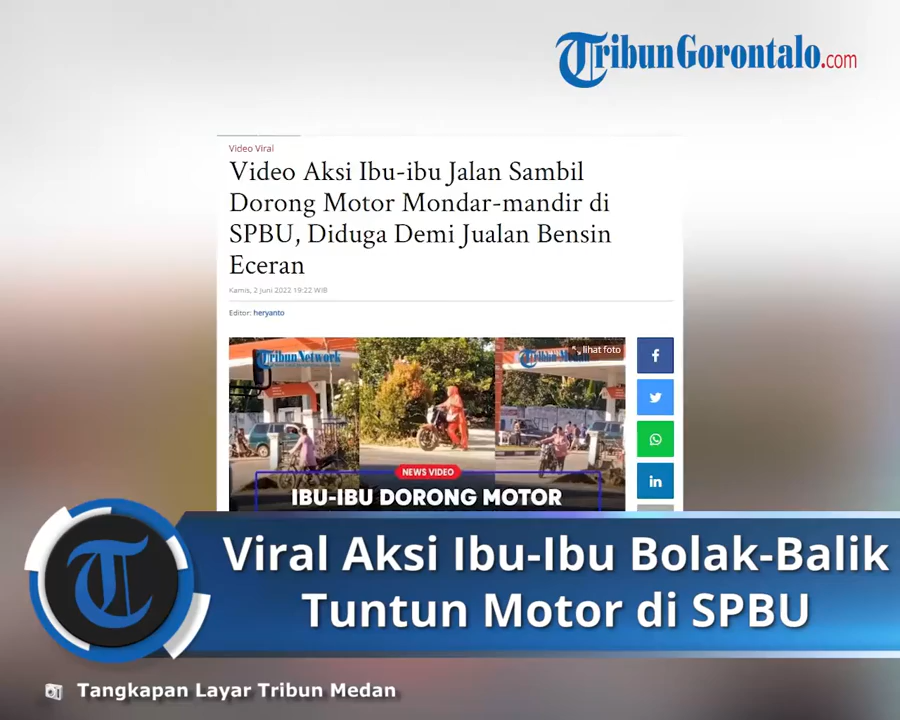 TribunGorontalo.com
Video Viral
Video Aksi Ibu-ibu Jalan Sambil
Dorong Motor Mondar-mandir di
SPBU, Diduga Demi Jualan Bensin
Eceran
Kamis, 2 Juni 2022 19:22 WIB
Editor: heryanto
TribunNetwork
lihat foto
Tribun-Medan
NEWS VIDEO
IBU-IBU DORONG MOTOR
Viral Aksi Ibu-Ibu Bolak-Balik
Tuntun Motor di SPBU
Tangkapan Layar Tribun Medan